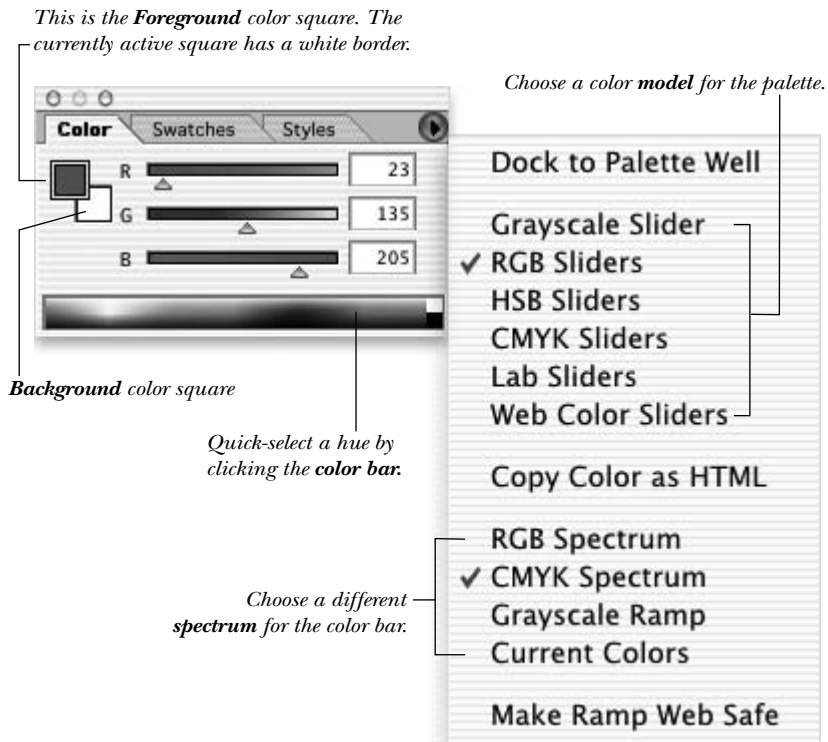 This is the Foreground color square. The
currently active square has a white border.
Choose a color model for the palette.
Color Swatches Styles
R 23
G 135
B 205
Background color square
Quick-select a hue by
clicking the color bar.
Dock to Palette Well
Grayscale Slider
✓ RGB Sliders
HSB Sliders
CMYK Sliders
Lab Sliders
Web Color Sliders
Copy Color as HTML
RGB Spectrum
✓ CMYK Spectrum
Grayscale Ramp
Current Colors
Choose a different
spectrum for the color bar.
Make Ramp Web Safe